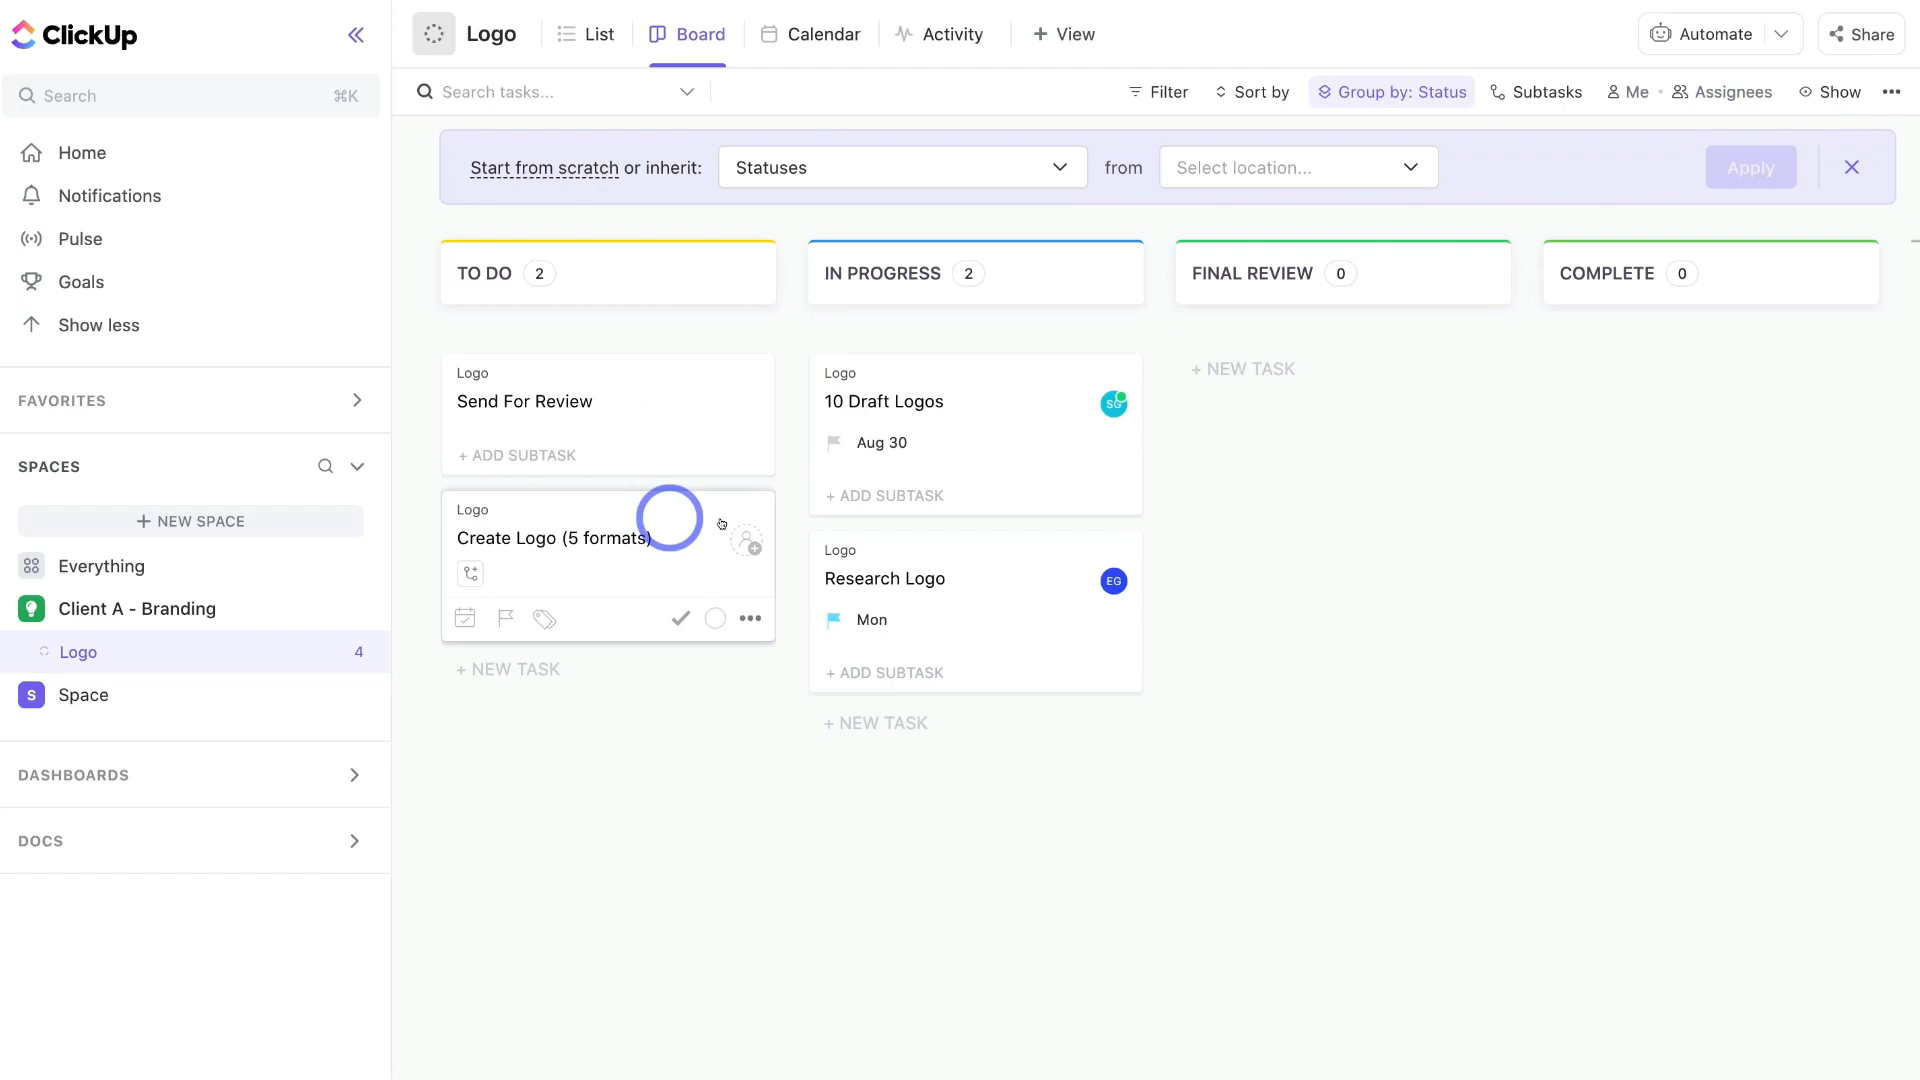 ClickUp
Search ⌘K
Home
Notifications
Pulse
Goals
Show less
FAVORITES
SPACES
+ NEW SPACE
Everything
Client A - Branding
Logo 4
S Space
DASHBOARDS
DOCS
Logo List Board Calendar Activity + View Automate Share
Search tasks... Filter Sort by Group by: Status Subtasks Me Assignees Show
Start from scratch or inherit: Statuses from Select location... Apply
TO DO 2
Logo
Send For Review
+ ADD SUBTASK
Logo
Create Logo (5 formats)
+ NEW TASK
IN PROGRESS 2
Logo
10 Draft Logos SG
Aug 30
+ ADD SUBTASK
Logo
Research Logo EG
Mon
+ ADD SUBTASK
+ NEW TASK
FINAL REVIEW 0
+ NEW TASK
COMPLETE 0